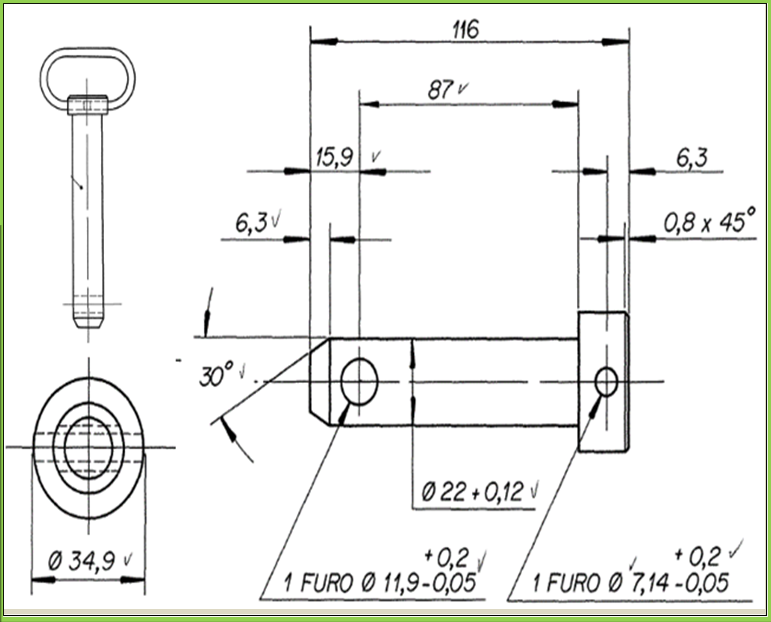 116
87
15,9
6,3
6,3
0,8 x 45°
30°
Ø 22 + 0,12
Ø 34,9
1 FURO Ø 11,9 +0,2 -0,05
1 FURO Ø 7,14 +0,2 -0,05